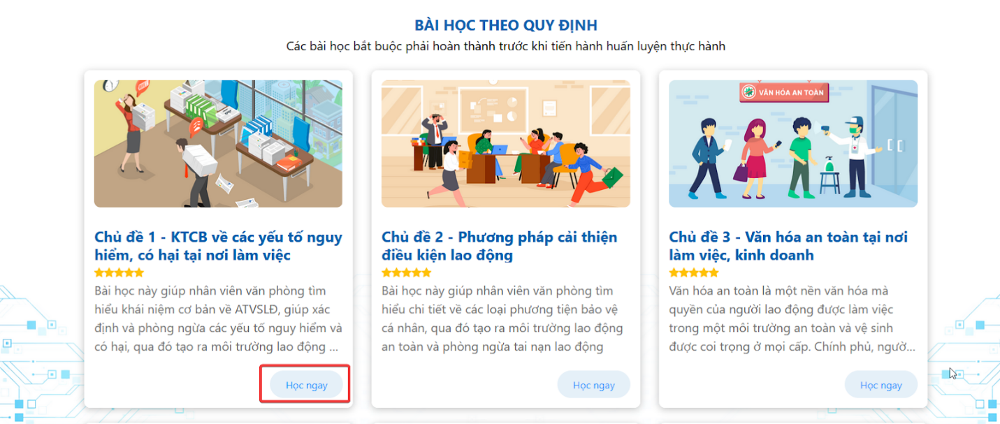 BÀI HỌC THEO QUY ĐỊNH
Các bài học bắt buộc phải hoàn thành trước khi tiến hành huấn luyện thực hành
VĂN HÓA AN TOÀN
Chủ đề 1 - KTCB về các yếu tố nguy
hiểm, có hại tại nơi làm việc
Bài học này giúp nhân viên văn phòng tìm
hiểu khái niệm cơ bản về ATVSLĐ, giúp xác
định và phòng ngừa các yếu tố nguy hiểm và
có hại, qua đó tạo ra môi trường lao động ...
Học ngay
Chủ đề 2 - Phương pháp cải thiện
điều kiện lao động
Bài học này giúp nhân viên văn phòng tìm
hiểu chi tiết về các loại phương tiện bảo vệ
cá nhân, qua đó tạo ra môi trường lao động
an toàn và phòng ngừa tai nạn lao động
Học ngay
Chủ đề 3 - Văn hóa an toàn tại nơi
làm việc, kinh doanh
Văn hóa an toàn là một nền văn hóa mà
quyền của người lao động được làm việc
trong một môi trường an toàn và vệ sinh
được coi trọng ở mọi cấp. Chính phủ, ngườ...
Học ngay